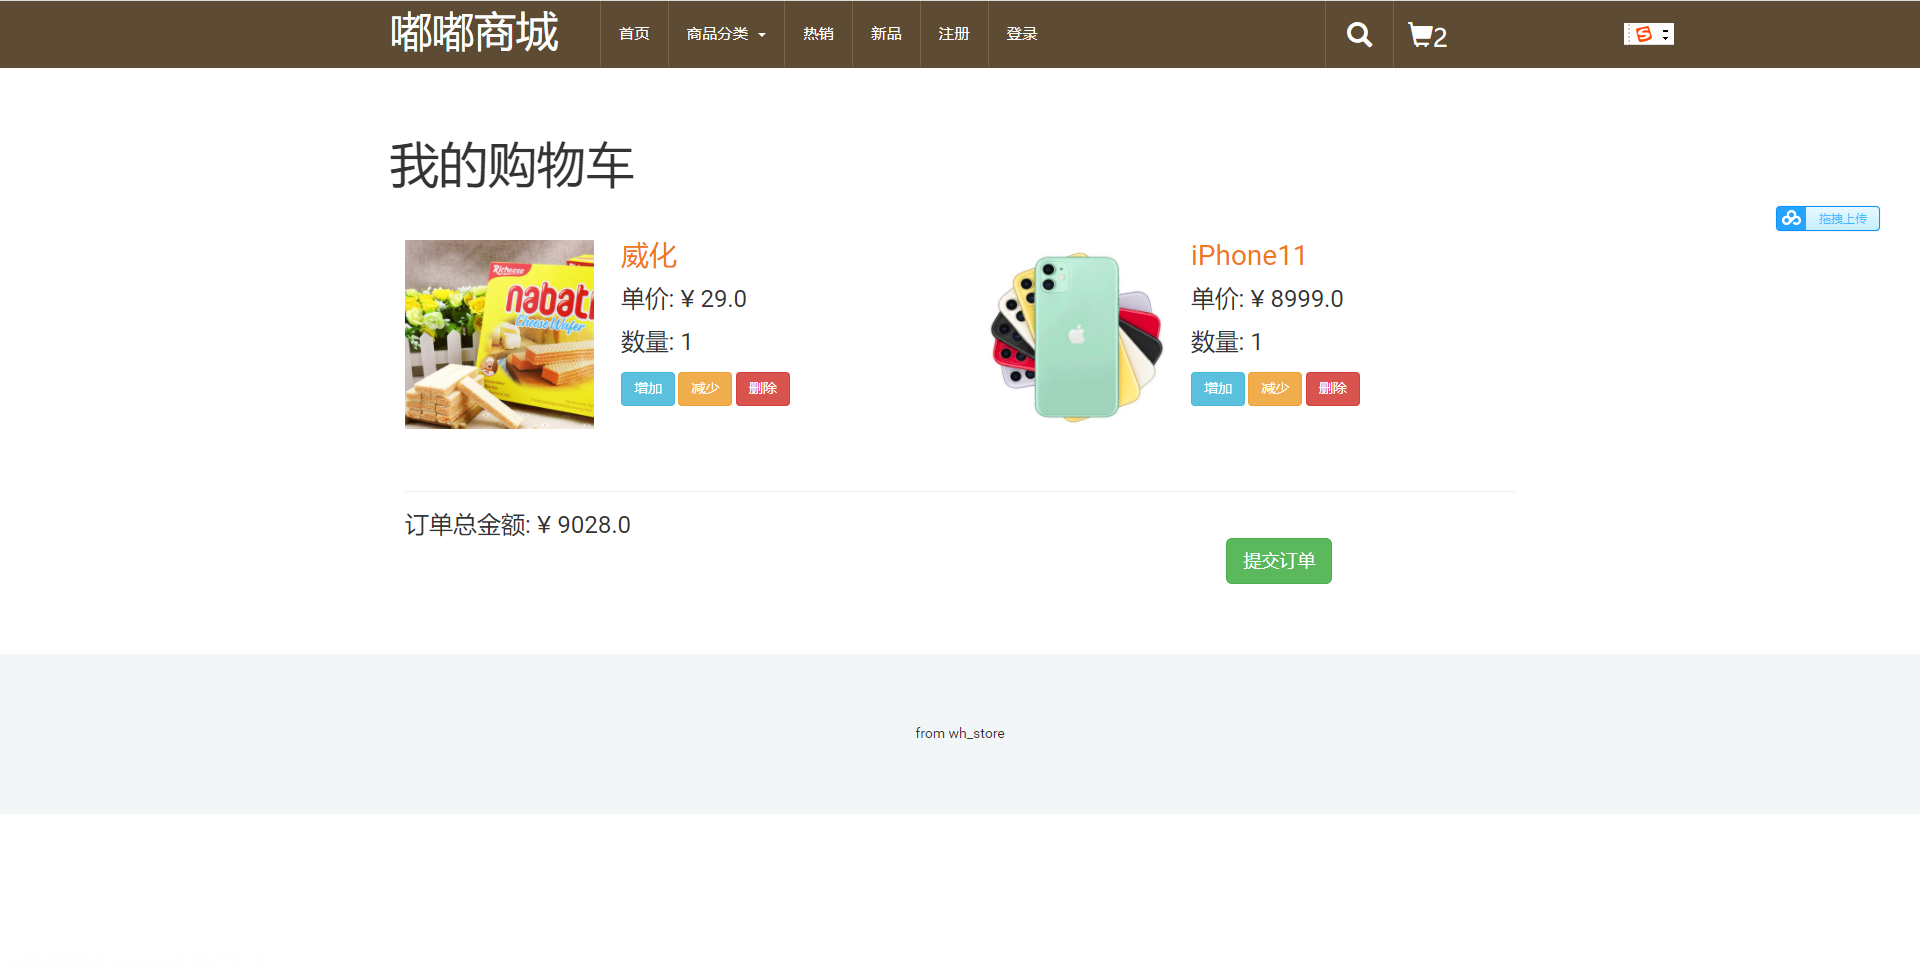 嘟嘟商城 首页 商品分类 热销 新品 注册 登录 2
我的购物车
拖拽上传
Richeese
nabati
Cheese Wafer
威化
单价: ¥ 29.0
数量: 1
增加 减少 删除
iPhone11
单价: ¥ 8999.0
数量: 1
增加 减少 删除
订单总金额: ¥ 9028.0
提交订单
from wh_store